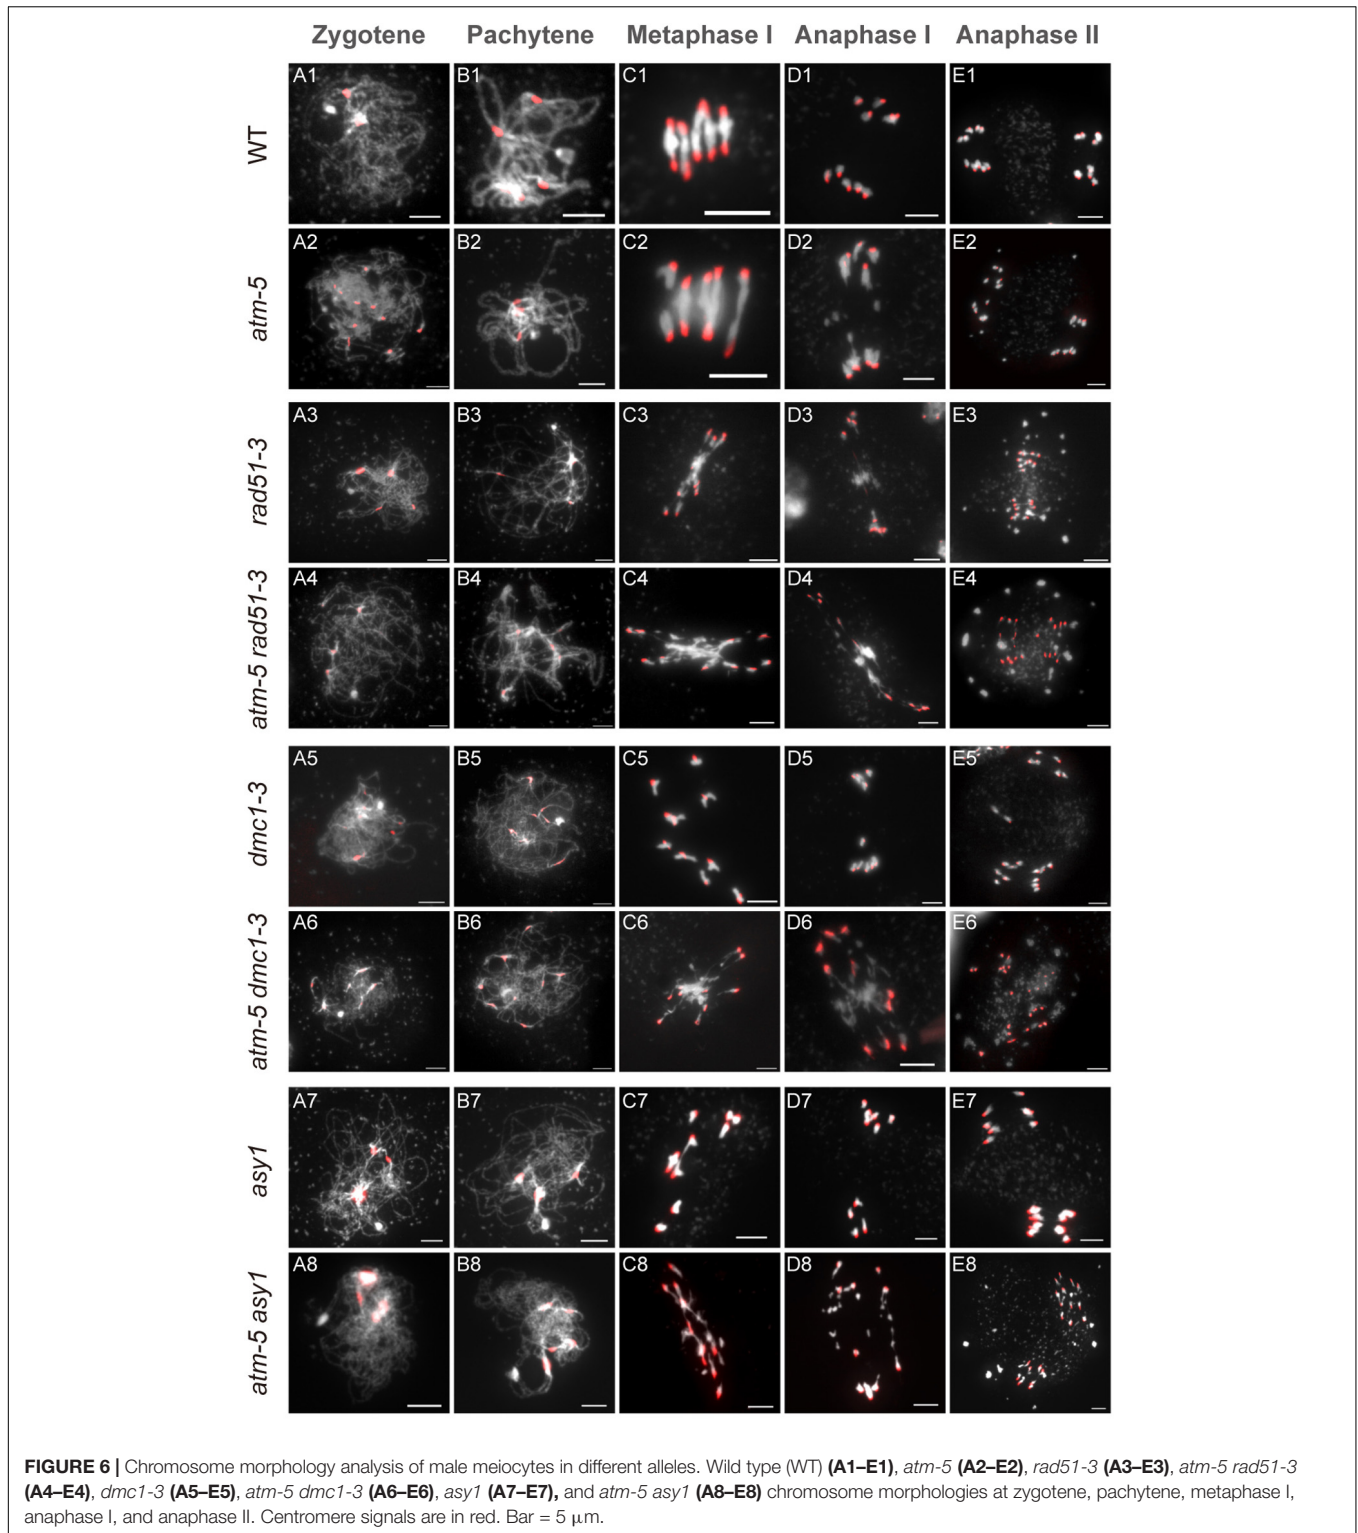 Zygotene Pachytene Metaphase I Anaphase I Anaphase II
WT A1 B1 C1 D1 E1
atm-5 A2 B2 C2 D2 E2
rad51-3 A3 B3 C3 D3 E3
atm-5 rad51-3 A4 B4 C4 D4 E4
dmc1-3 A5 B5 C5 D5 E5
atm-5 dmc1-3 A6 B6 C6 D6 E6
asy1 A7 B7 C7 D7 E7
atm-5 asy1 A8 B8 C8 D8 E8
FIGURE 6 | Chromosome morphology analysis of male meiocytes in different alleles. Wild type (WT) (A1–E1), atm-5 (A2–E2), rad51-3 (A3–E3), atm-5 rad51-3
(A4–E4), dmc1-3 (A5–E5), atm-5 dmc1-3 (A6–E6), asy1 (A7–E7), and atm-5 asy1 (A8–E8) chromosome morphologies at zygotene, pachytene, metaphase I,
anaphase I, and anaphase II. Centromere signals are in red. Bar = 5 μm.